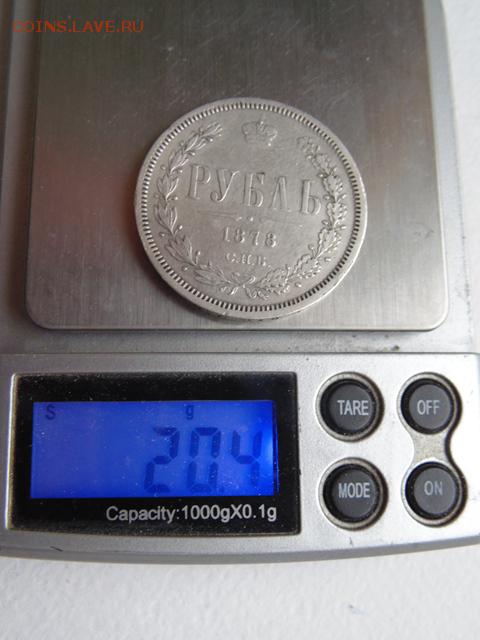 COINS.LAVE.RU
РУБЛЬ
1878
С.П.Б.
S g
20.4
Capacity:1000gX0.1g
TARE OFF
MODE ON